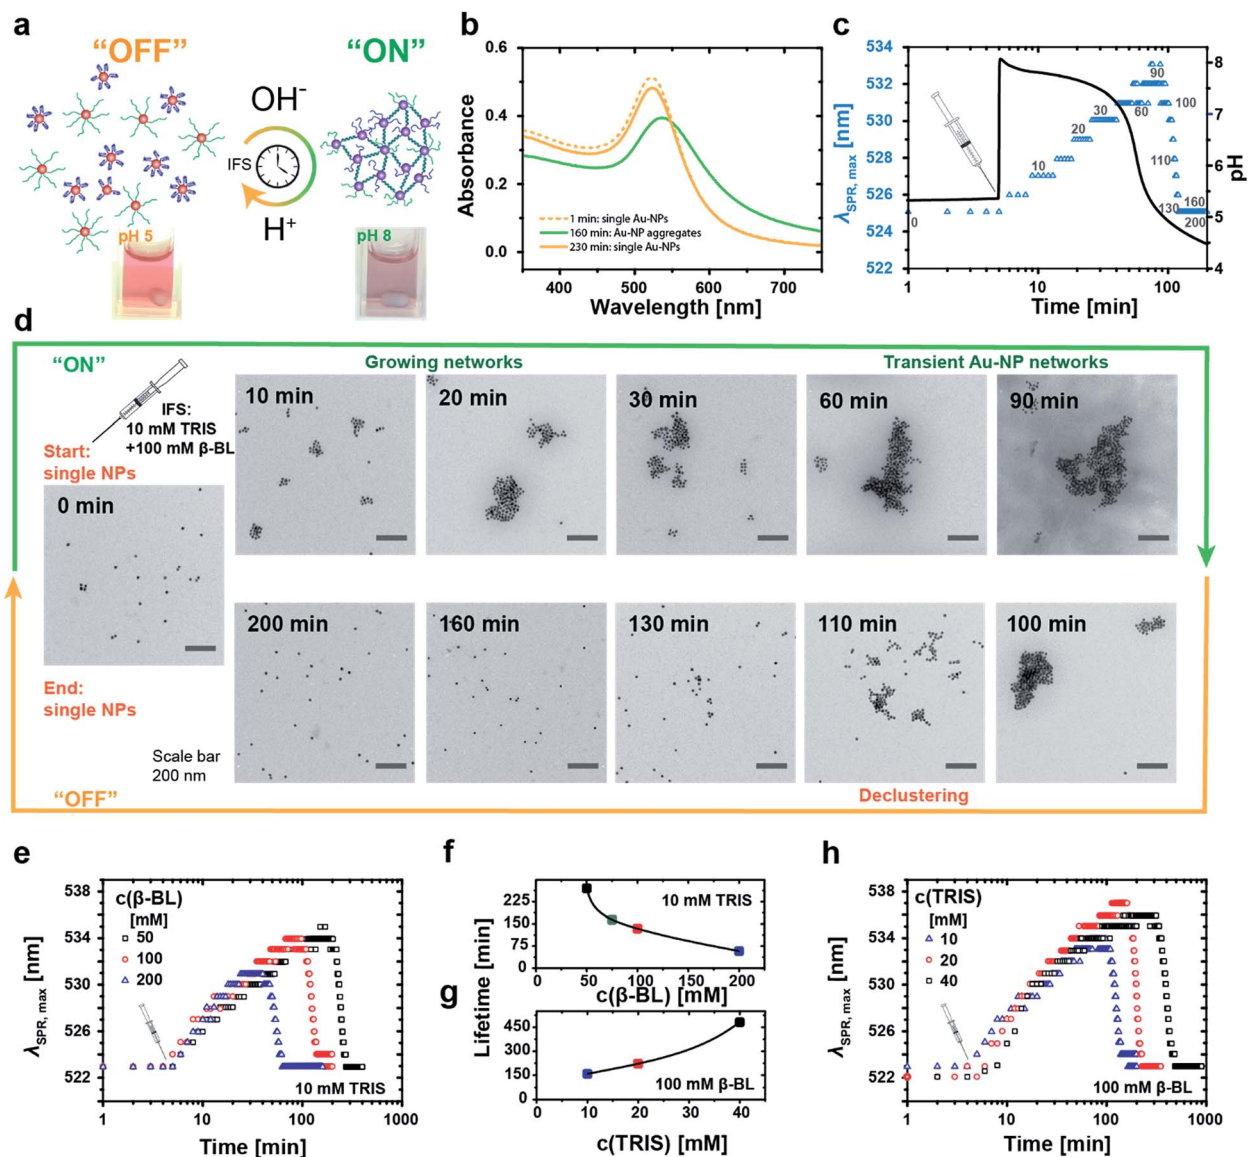 a
“OFF”
“ON”
OH-
IFS
H+
pH 5
pH 8
b
0.6
0.4
0.2
0.0
Absorbance
1 min: single Au-NPs
160 min: Au-NP aggregates
230 min: single Au-NPs
400 500 600 700
Wavelength [nm]
c
534
532
530
528
526
524
522
λSPR, max [nm]
0
10
20
30
60
90
100
110
130
160
200
8
7
6
5
4
pH
1 10 100
Time [min]
d
“ON”
Growing networks
Transient Au-NP networks
IFS:
10 mM TRIS
+100 mM β-BL
Start:
single NPs
0 min
10 min
20 min
30 min
60 min
90 min
200 min
160 min
130 min
110 min
100 min
End:
single NPs
Scale bar
200 nm
“OFF”
Declustering
e
538
534
530
526
522
λSPR, max [nm]
c(β-BL)
[mM]
50
100
200
10 mM TRIS
1 10 100 1000
Time [min]
f
225
150
75
0
10 mM TRIS
0 50 100 150 200
c(β-BL) [mM]
Lifetime [min]
g
450
300
150
0
100 mM β-BL
0 10 20 30 40
c(TRIS) [mM]
h
538
534
530
526
522
λSPR, max [nm]
c(TRIS)
[mM]
10
20
40
100 mM β-BL
1 10 100 1000
Time [min]